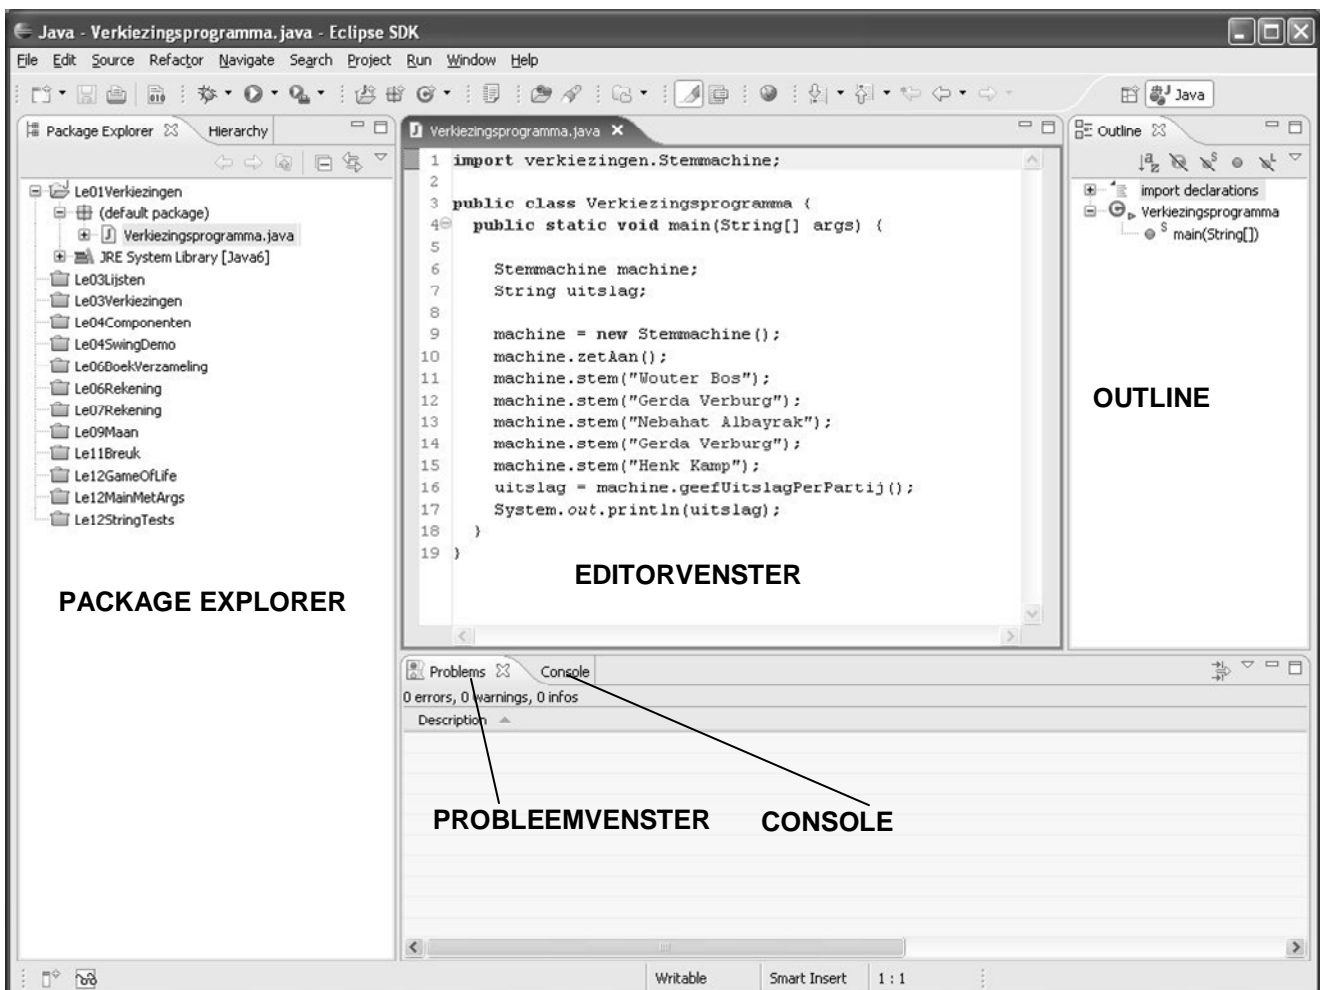 Java - Verkiezingsprogramma.java - Eclipse SDK
File Edit Source Refactor Navigate Search Project Run Window Help
Java
Package Explorer Hierarchy
Le01Verkiezingen
(default package)
Verkiezingsprogramma.java
JRE System Library [Java6]
Le03Lijsten
Le03Verkiezingen
Le04Componenten
Le04SwingDemo
Le06BoekVerzameling
Le06Rekening
Le07Rekening
Le09Maan
Le11Breuk
Le12GameOfLife
Le12MainMetArgs
Le12StringTests
PACKAGE EXPLORER
Verkiezingsprogramma.java
1 import verkiezingen.Stemmachine;
2
3 public class Verkiezingsprogramma {
4 public static void main(String[] args) {
5
6 Stemmachine machine;
7 String uitslag;
8
9 machine = new Stemmachine();
10 machine.zetAan();
11 machine.stem("Wouter Bos");
12 machine.stem("Gerda Verburg");
13 machine.stem("Nebahat Albayrak");
14 machine.stem("Gerda Verburg");
15 machine.stem("Henk Kamp");
16 uitslag = machine.geefUitslagPerPartij();
17 System.out.println(uitslag);
18 }
19 }
EDITORVENSTER
Outline
import declarations
Verkiezingsprogramma
main(String[])
OUTLINE
Problems Console
0 errors, 0 warnings, 0 infos
Description
PROBLEEMVENSTER CONSOLE
Writable Smart Insert 1 : 1